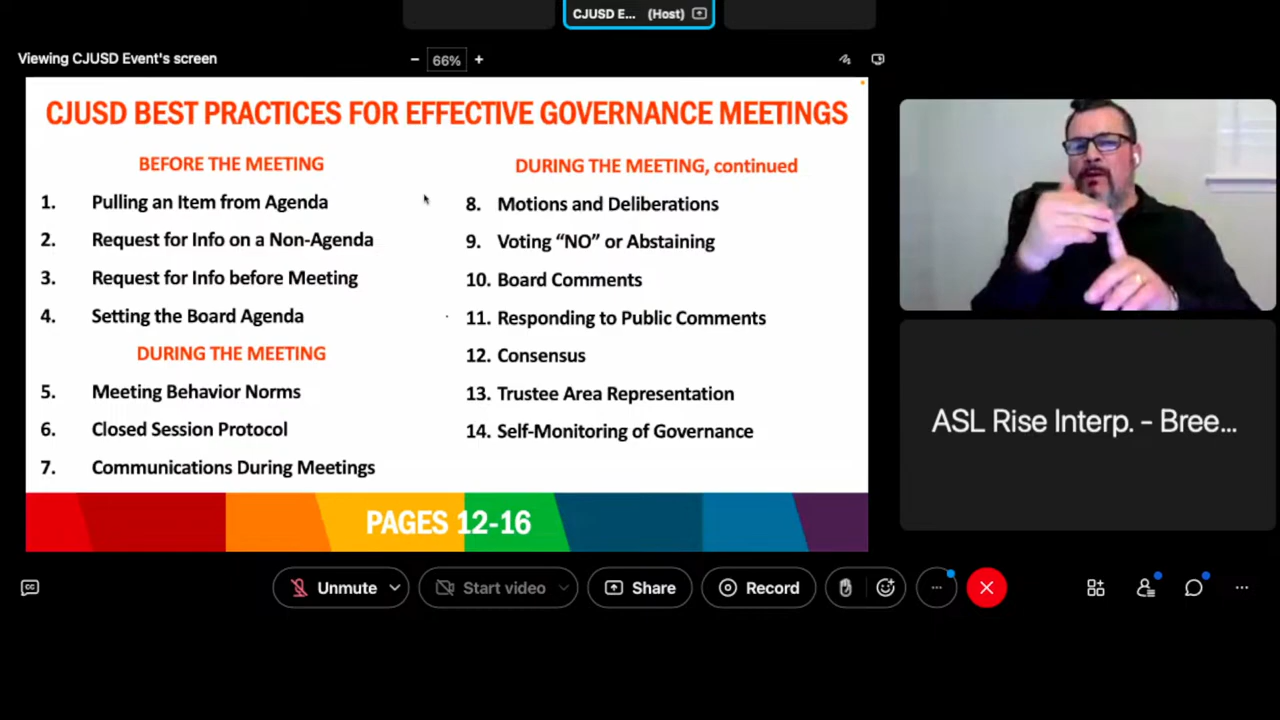 CJUSD E... (Host)
Viewing CJUSD Event's screen
66%
CJUSD BEST PRACTICES FOR EFFECTIVE GOVERNANCE MEETINGS
BEFORE THE MEETING
1. Pulling an Item from Agenda
2. Request for Info on a Non-Agenda
3. Request for Info before Meeting
4. Setting the Board Agenda
DURING THE MEETING
5. Meeting Behavior Norms
6. Closed Session Protocol
7. Communications During Meetings
DURING THE MEETING, continued
8. Motions and Deliberations
9. Voting “NO” or Abstaining
10. Board Comments
11. Responding to Public Comments
12. Consensus
13. Trustee Area Representation
14. Self-Monitoring of Governance
PAGES 12-16
ASL Rise Interp. - Bree...
CC
Unmute
Start video
Share
Record